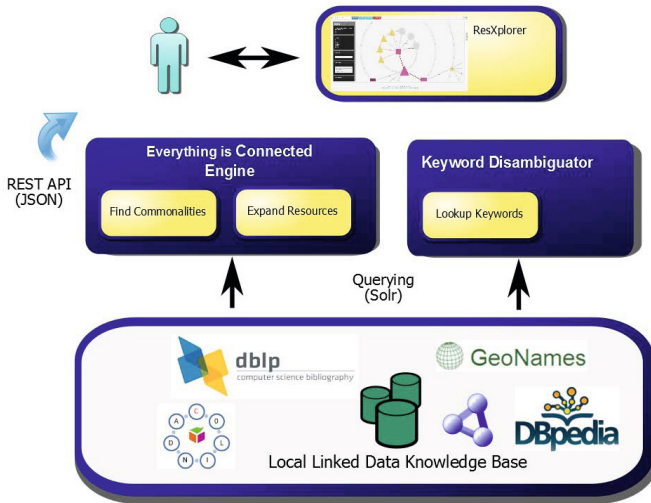 ResXplorer
Everything is Connected
Engine
Keyword Disambiguator
REST API
(JSON)
Find Commonalities
Expand Resources
Lookup Keywords
Querying
(Solr)
dblp
computer science bibliography
GeoNames
C
O
L
I
N
D
A
DBpedia
Local Linked Data Knowledge Base